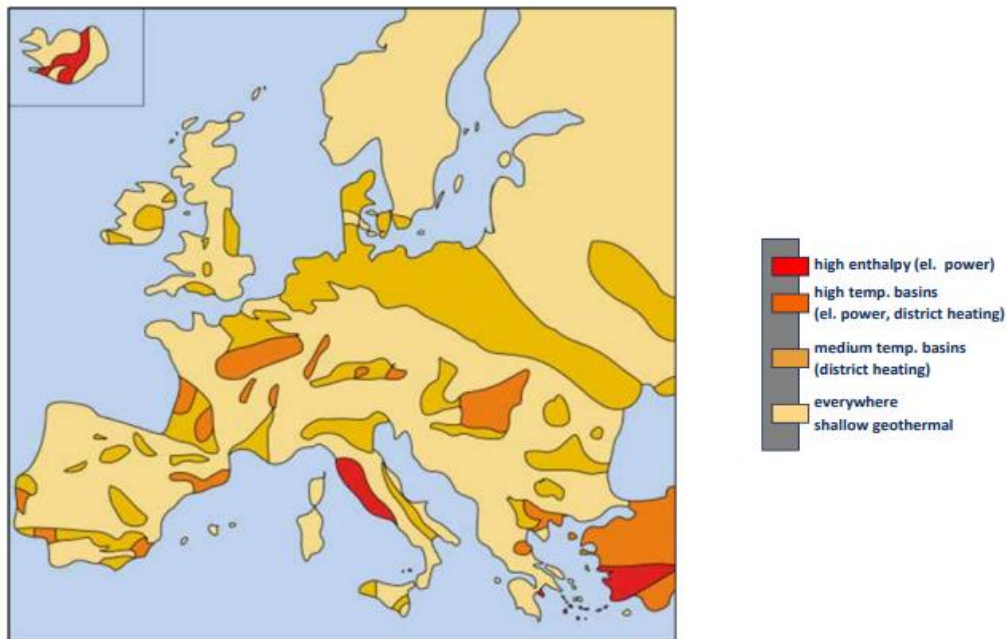 high enthalpy (el. power)
high temp. basins
(el. power, district heating)
medium temp. basins
(district heating)
everywhere
shallow geothermal